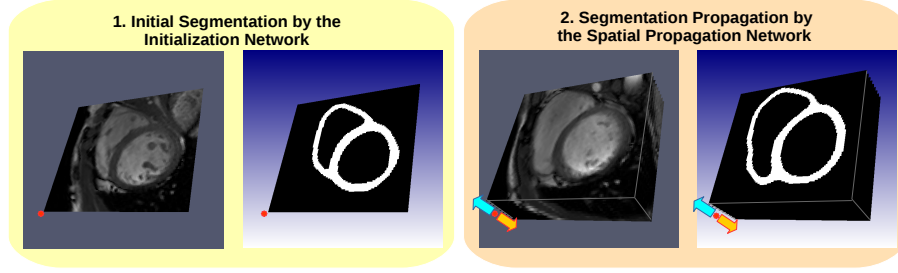 1. Initial Segmentation by the
Initialization Network
2. Segmentation Propagation by
the Spatial Propagation Network